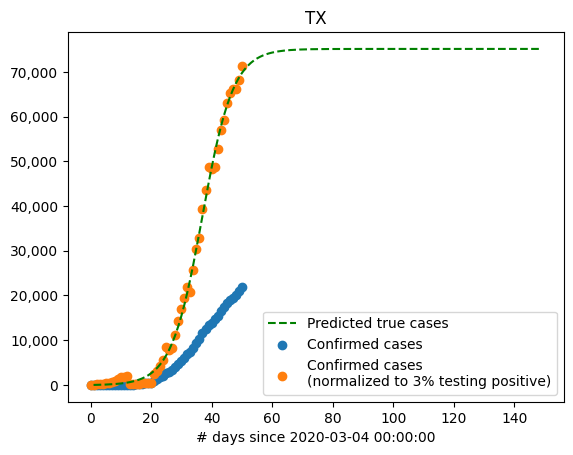 TX
70,000
60,000
50,000
40,000
30,000
20,000
10,000
0
Predicted true cases
Confirmed cases
Confirmed cases
(normalized to 3% testing positive)
0 20 40 60 80 100 120 140
# days since 2020-03-04 00:00:00